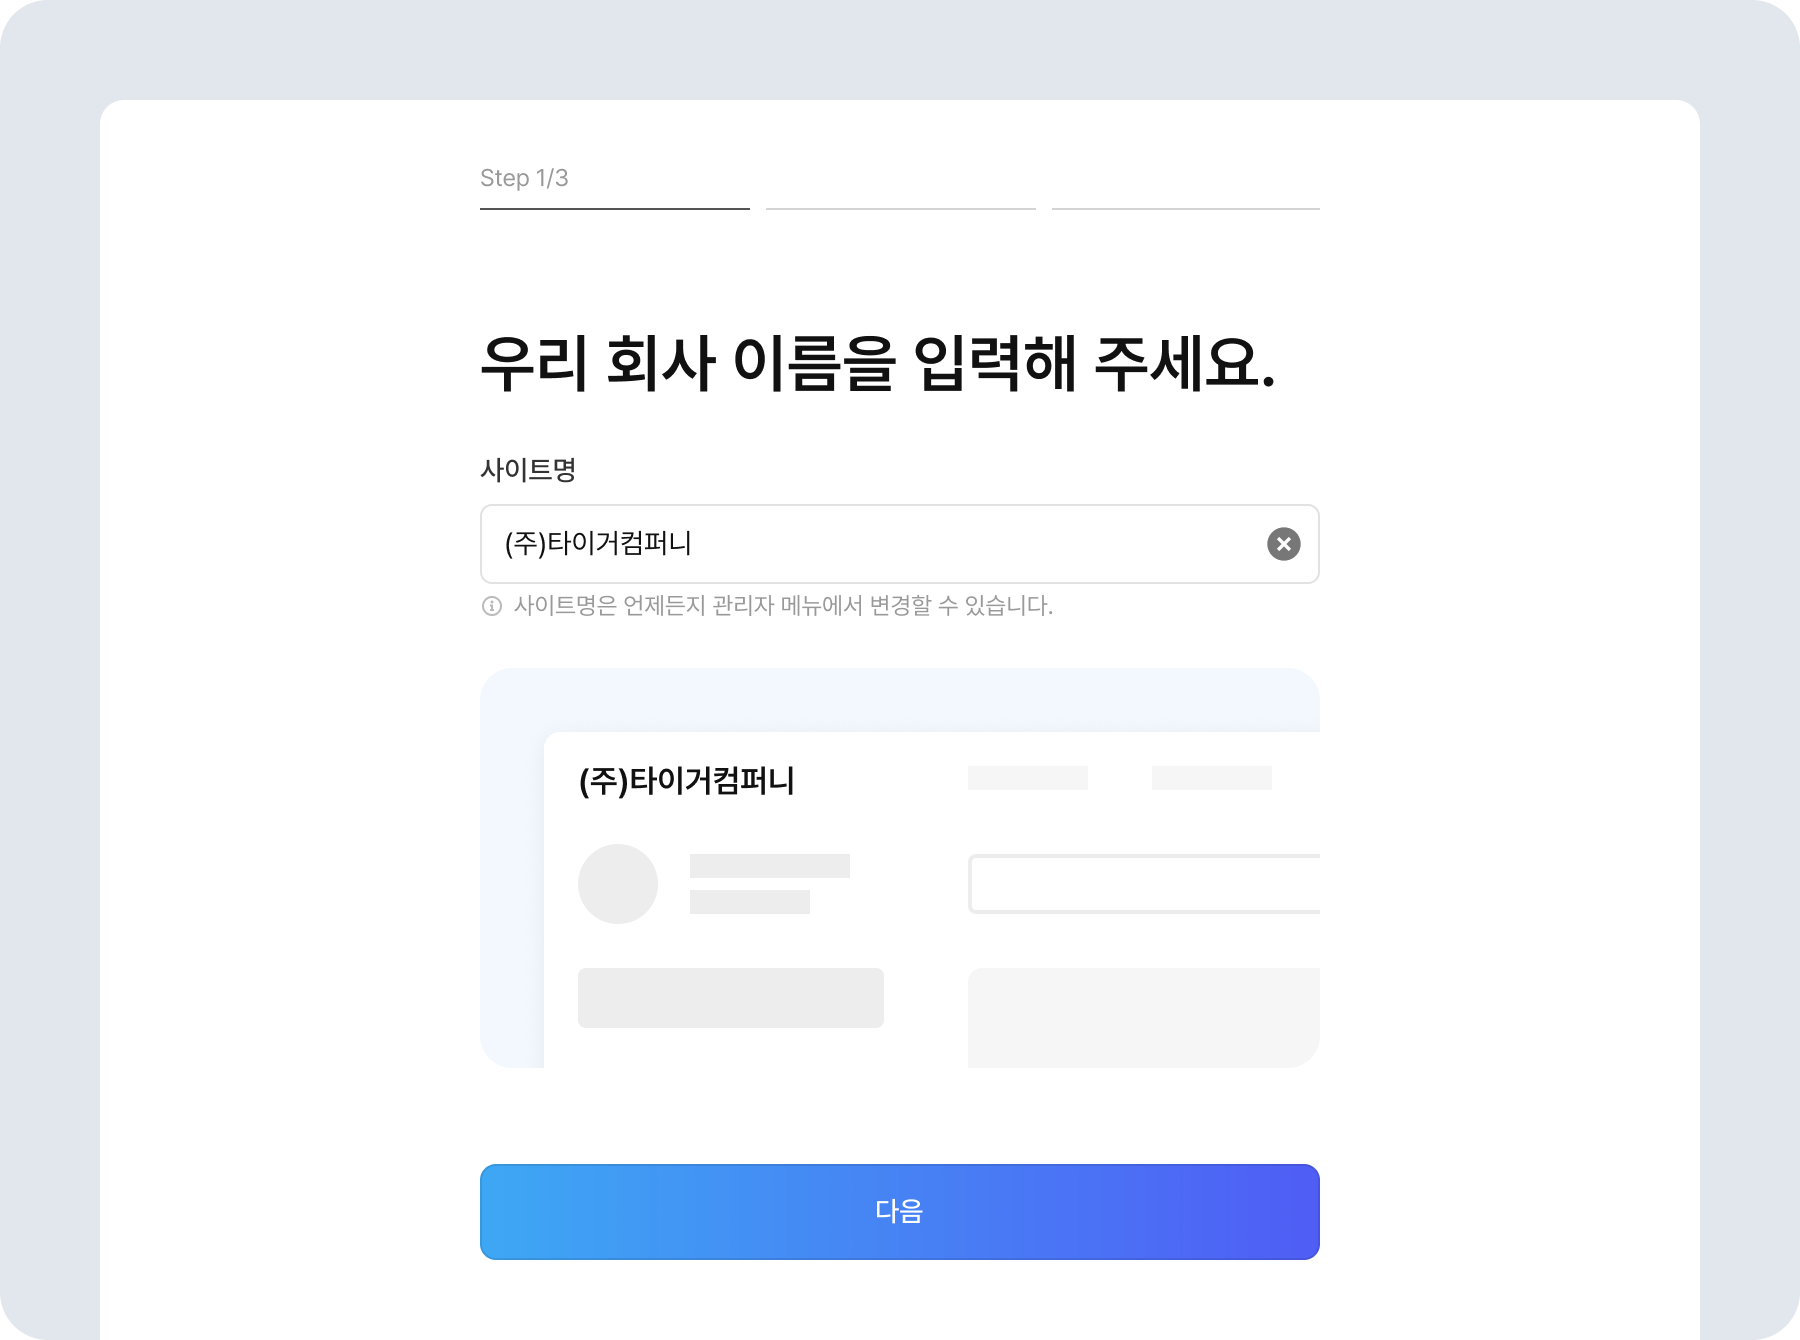 Step 1/3
우리 회사 이름을 입력해 주세요.
사이트명
(주)타이거컴퍼니
사이트명은 언제든지 관리자 메뉴에서 변경할 수 있습니다.
(주)타이거컴퍼니
다음